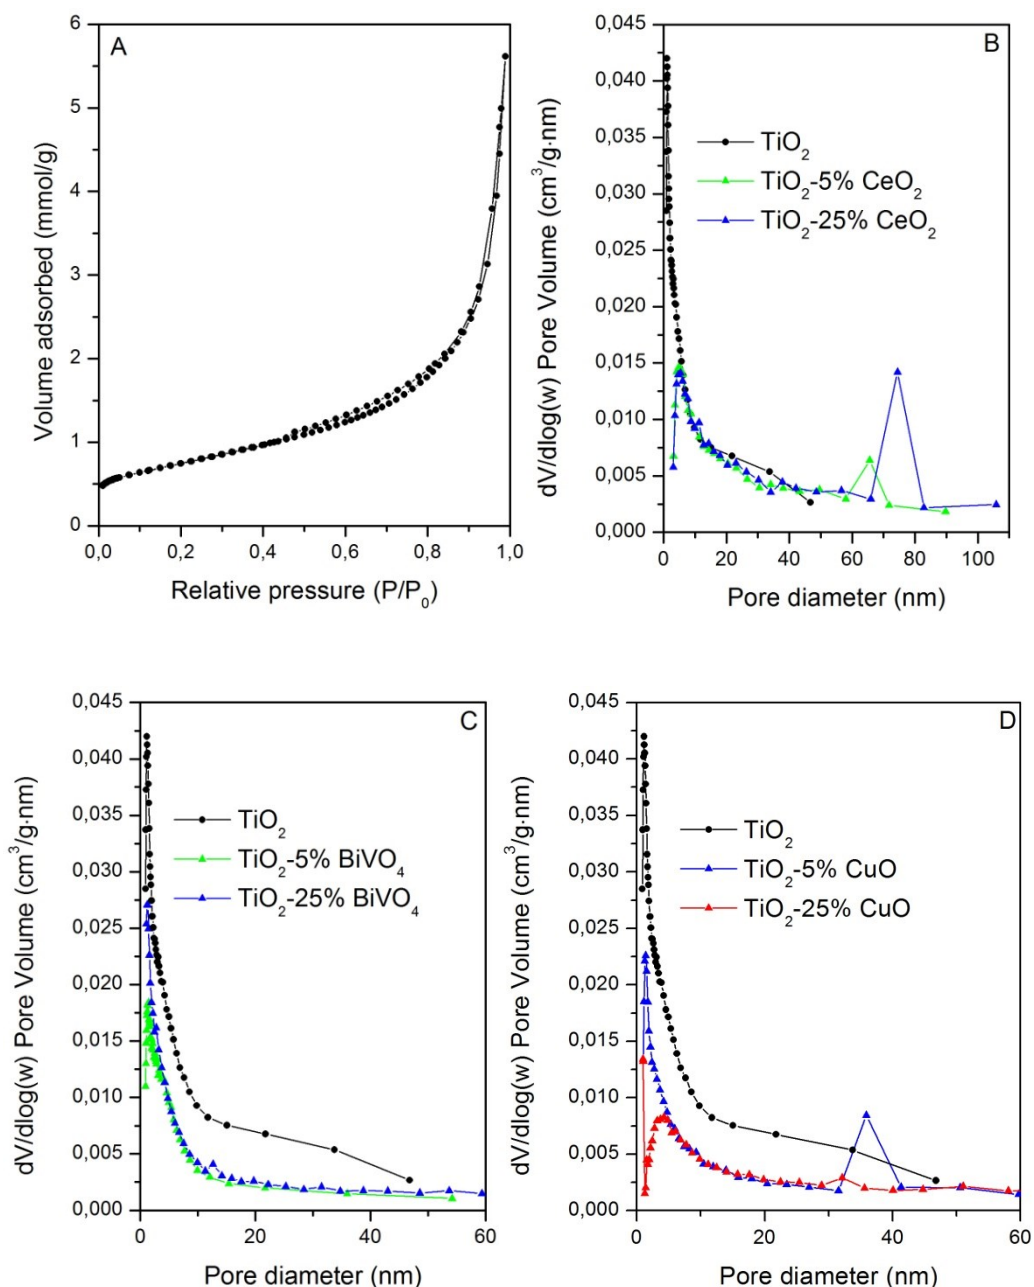 A
Volume adsorbed (mmol/g)
6
5
4
3
2
1
0
0,0 0,2 0,4 0,6 0,8 1,0
Relative pressure (P/P₀)
B
dV/dlog(w) Pore Volume (cm³/g·nm)
0,045
0,040
0,035
0,030
0,025
0,020
0,015
0,010
0,005
0,000
TiO₂
TiO₂-5% CeO₂
TiO₂-25% CeO₂
0 20 40 60 80 100
Pore diameter (nm)
C
dV/dlog(w) Pore Volume (cm³/g·nm)
0,045
0,040
0,035
0,030
0,025
0,020
0,015
0,010
0,005
0,000
TiO₂
TiO₂-5% BiVO₄
TiO₂-25% BiVO₄
0 10 20 30 40 50 60
Pore diameter (nm)
D
dV/dlog(w) Pore Volume (cm³/g·nm)
0,045
0,040
0,035
0,030
0,025
0,020
0,015
0,010
0,005
0,000
TiO₂
TiO₂-5% CuO
TiO₂-25% CuO
0 10 20 30 40 50 60
Pore diameter (nm)